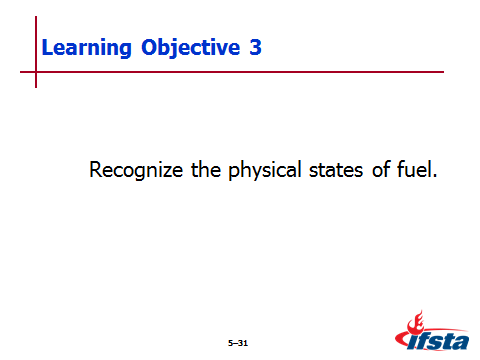 Learning Objective 3
Recognize the physical states of fuel.
5–31
ifsta